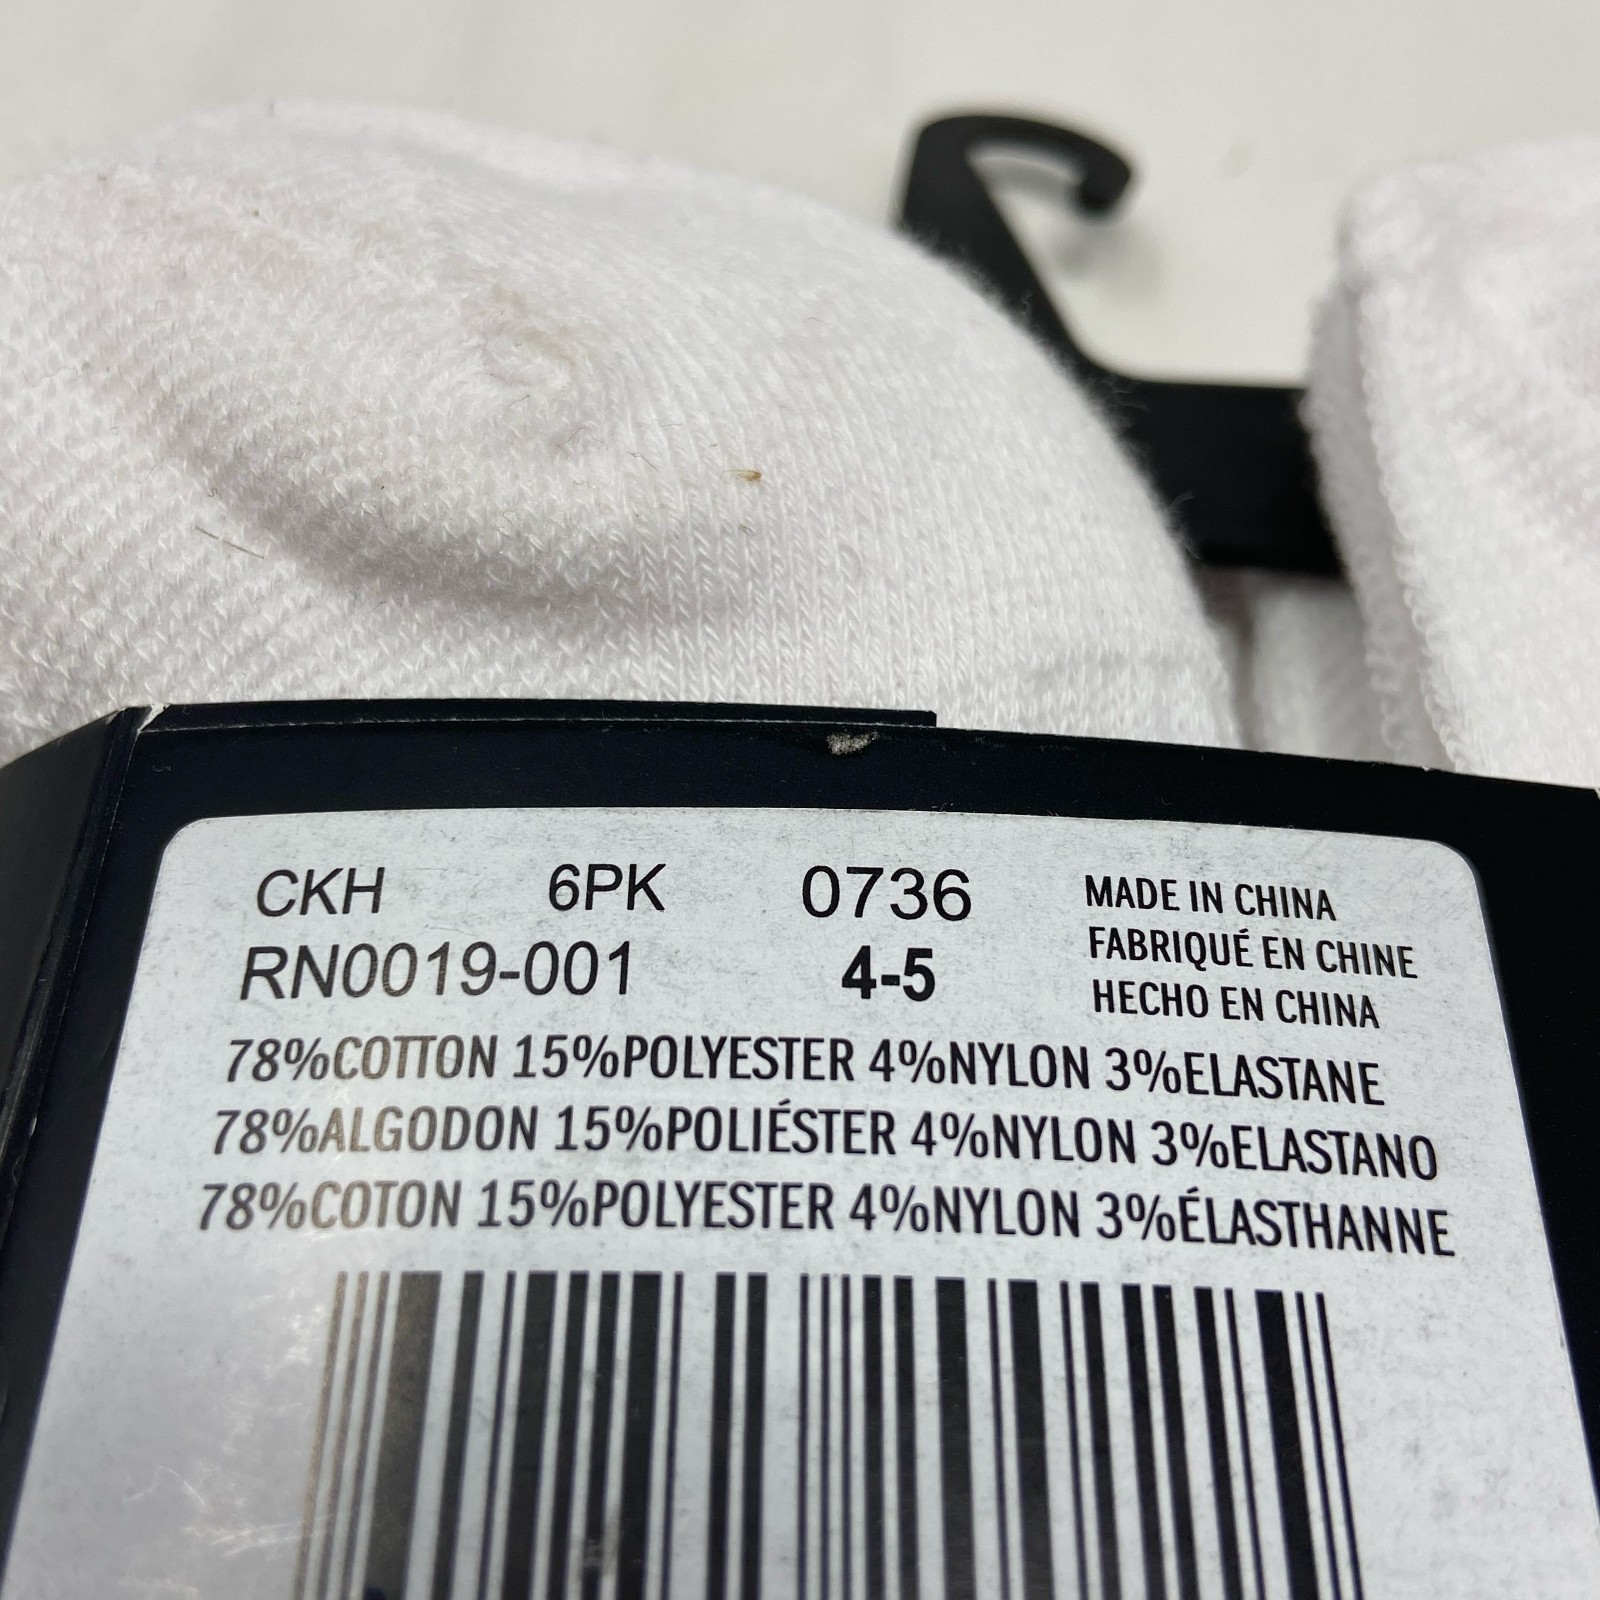 CKH 6PK 0736 MADE IN CHINA
RN0019-001 4-5 FABRIQUÉ EN CHINE
HECHO EN CHINA
78%COTTON 15%POLYESTER 4%NYLON 3%ELASTANE
78%ALGODON 15%POLIÉSTER 4%NYLON 3%ELASTANO
78%COTON 15%POLYESTER 4%NYLON 3%ÉLASTHANNE